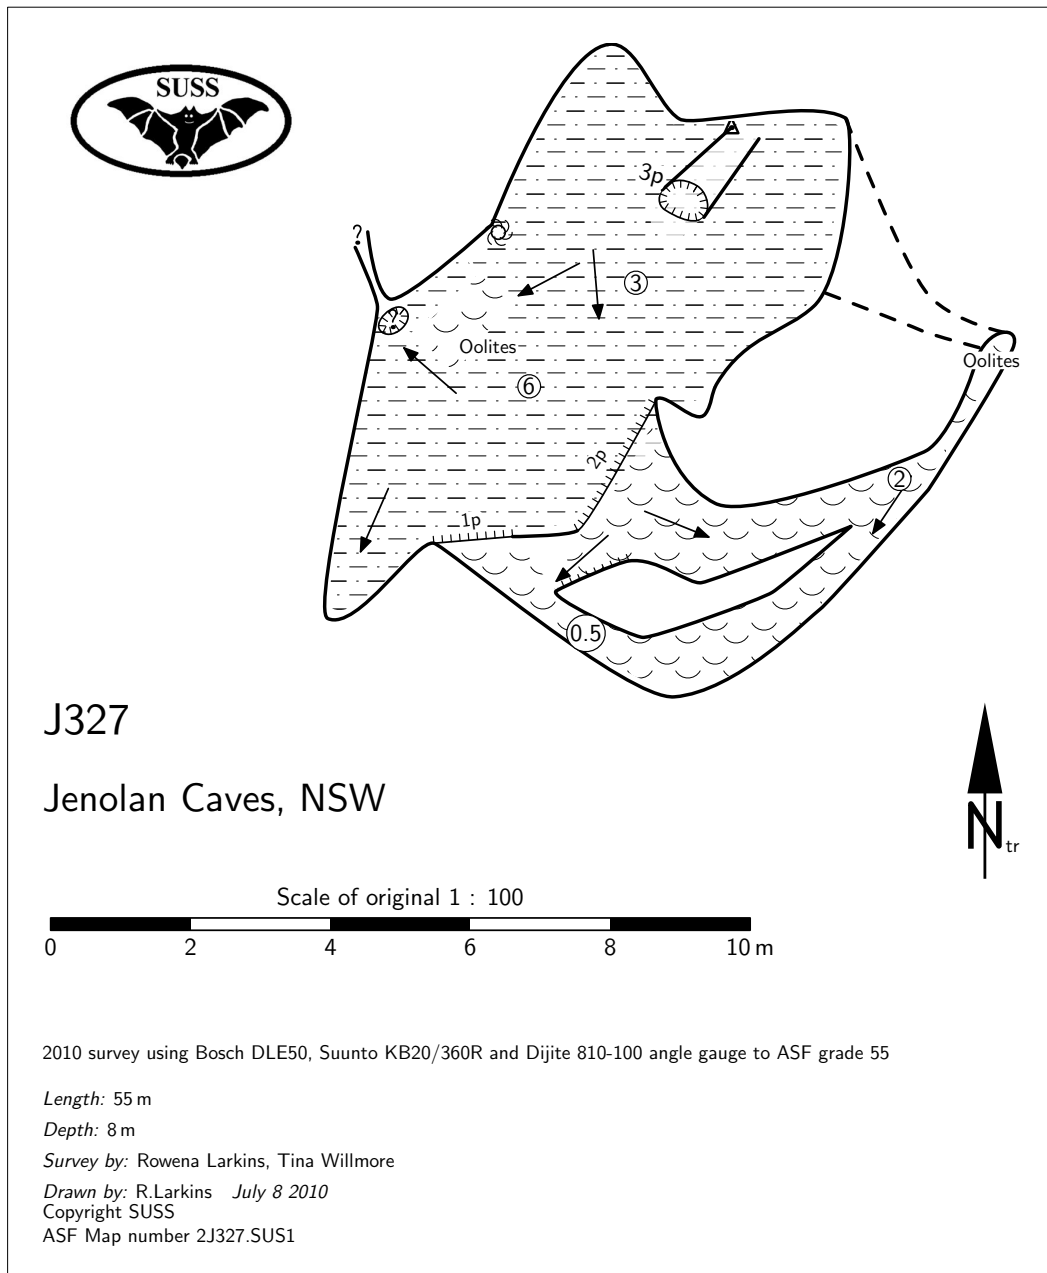 SUSS
3p
?
3
?
Oolites
Oolites
6
2p
2
1p
0.5
J327
Jenolan Caves, NSW
N tr
Scale of original 1 : 100
0 2 4 6 8 10 m
2010 survey using Bosch DLE50, Suunto KB20/360R and Dijite 810-100 angle gauge to ASF grade 55
Length: 55 m
Depth: 8 m
Survey by: Rowena Larkins, Tina Willmore
Drawn by: R.Larkins July 8 2010
Copyright SUSS
ASF Map number 2J327.SUS1